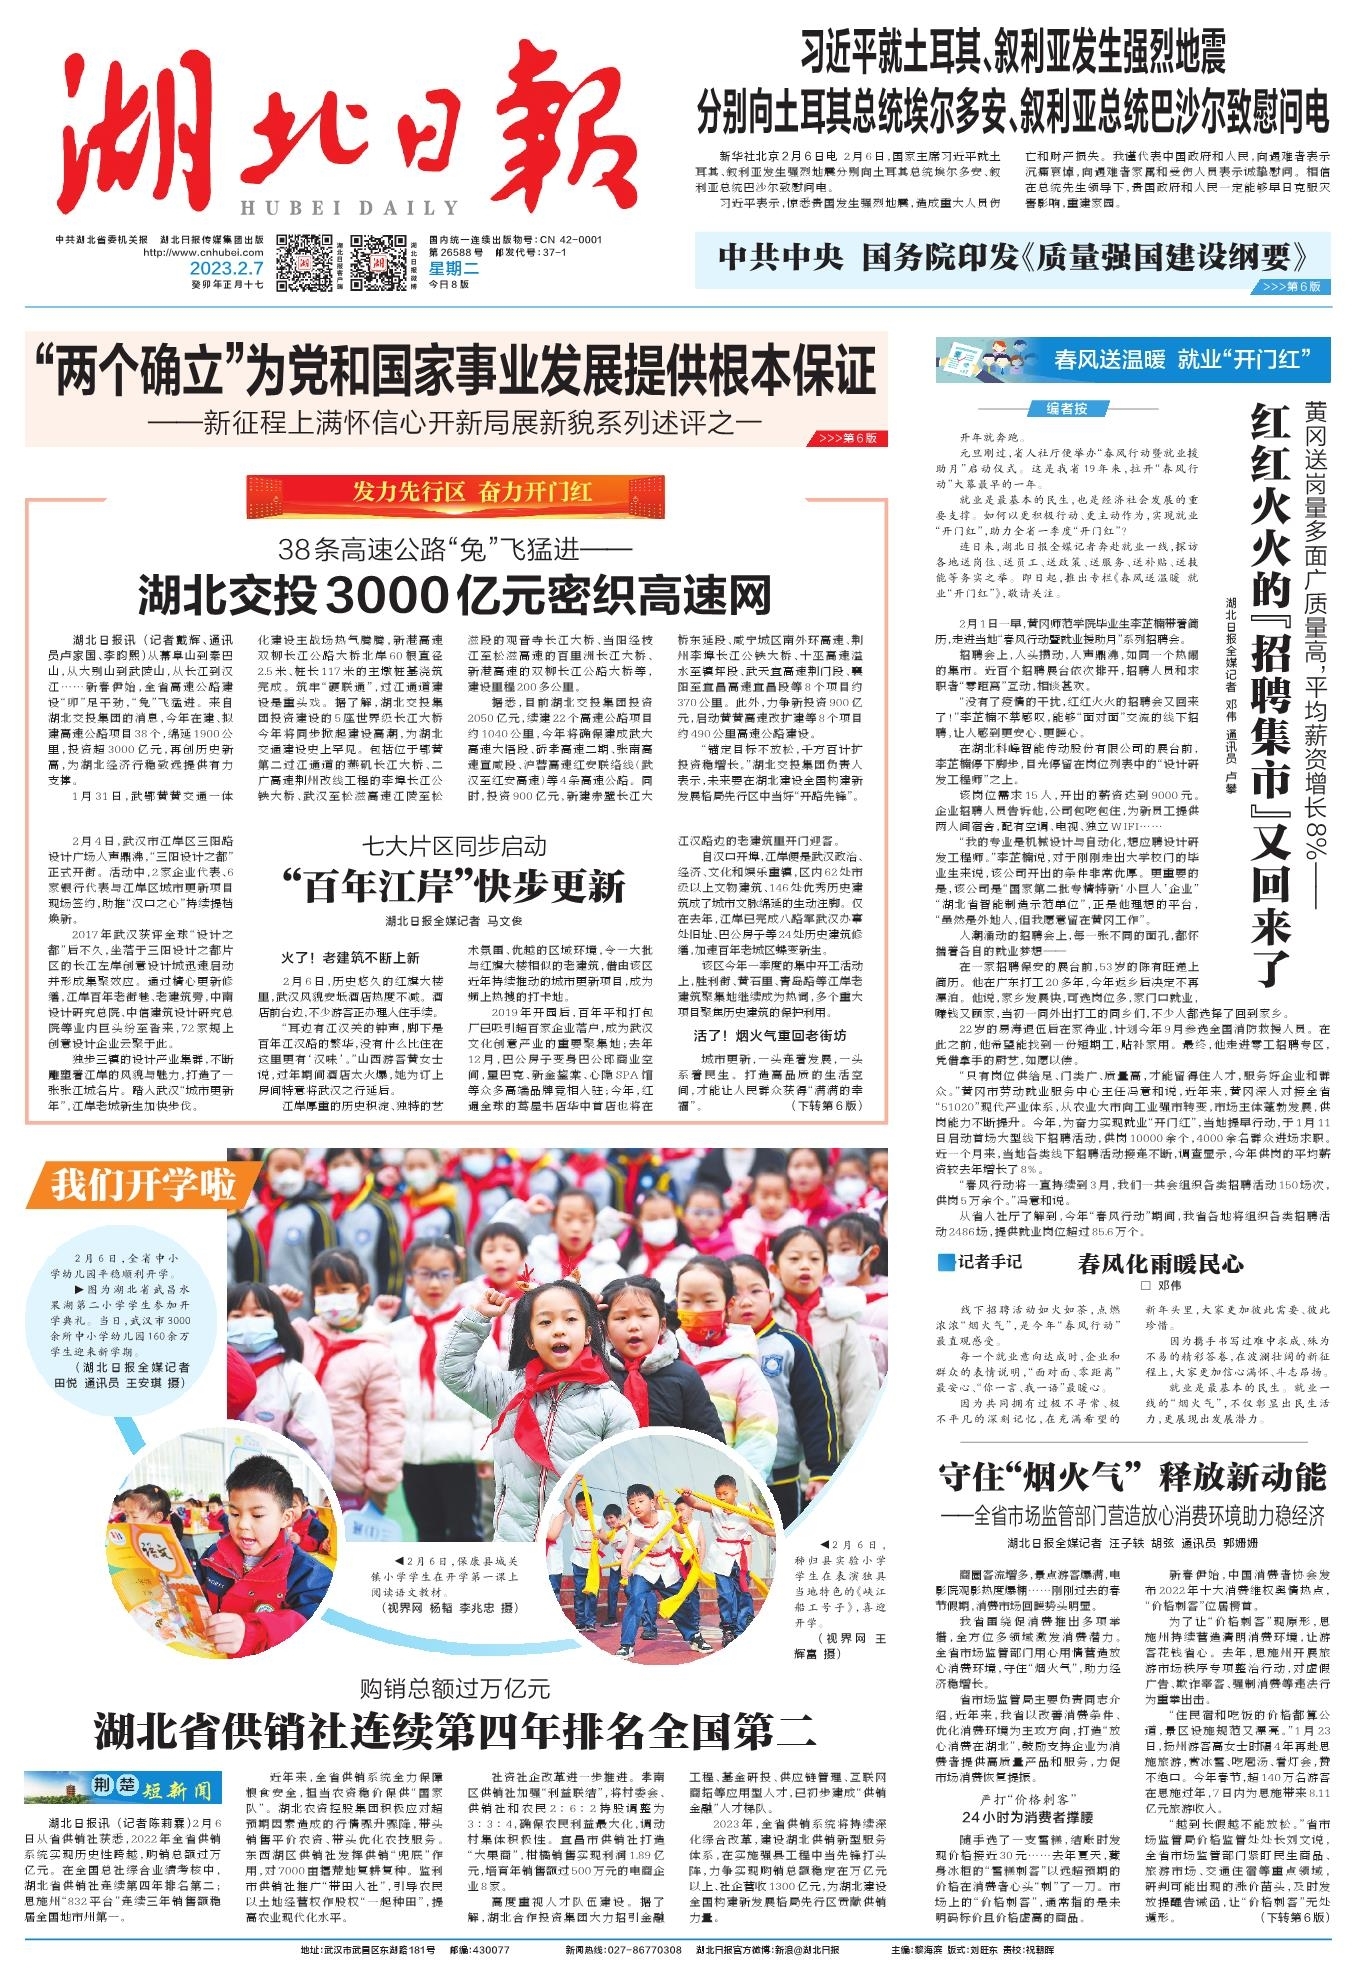 湖北日報
HUBEI DAILY
中共湖北省委机关报 湖北日报传媒集团出版
http://www.cnhubei.com
2023.2.7
癸卯年正月十七
湖北日报客户端
湖北日报微博
国内统一连续出版物号:CN 42-0001
第26588号 邮发代号:37-1
星期二
今日8版
习近平就土耳其、叙利亚发生强烈地震
分别向土耳其总统埃尔多安、叙利亚总统巴沙尔致慰问电
新华社北京2月6日电 2月6日,国家主席习近平就土
耳其、叙利亚发生强烈地震分别向土耳其总统埃尔多安、叙
利亚总统巴沙尔致慰问电。
习近平表示,惊悉贵国发生强烈地震,造成重大人员伤
亡和财产损失。我谨代表中国政府和人民,向遇难者表示
沉痛哀悼,向遇难者家属和受伤人员表示诚挚慰问。相信
在总统先生领导下,贵国政府和人民一定能够早日克服灾
害影响,重建家园。
中共中央 国务院印发《质量强国建设纲要》
>>>第6版
“两个确立”为党和国家事业发展提供根本保证
——新征程上满怀信心开新局展新貌系列述评之一
>>>第6版
发力先行区 奋力开门红
38条高速公路“兔”飞猛进——
湖北交投3000亿元密织高速网
湖北日报讯(记者戴辉、通讯
员卢家国、李昀熙)从幕阜山到秦巴
山,从大别山到武陵山,从长江到汉
江……新春伊始,全省高速公路建
设“卯”足干劲,“兔”飞猛进。来自
湖北交投集团的消息,今年在建、拟
建高速公路项目38个,绵延1900公
里,投资超3000亿元,再创历史新
高,为湖北经济行稳致远提供有力
支撑。
1月31日,武鄂黄黄交通一体
化建设主战场热气腾腾,新港高速
双柳长江公路大桥北岸60根直径
2.5米、桩长117米的主墩桩基浇筑
完成。筑牢“硬联通”,过江通道建
设是重头戏。据了解,湖北交投集
团投资建设的5座世界级长江大桥
今年将同步掀起建设高潮,为湖北
交通建设史上罕见。包括位于鄂黄
第二过江通道的燕矶长江大桥、二
广高速荆州改线工程的李埠长江公
铁大桥、武汉至松滋高速江陵至松
滋段的观音寺长江大桥、当阳经枝
江至松滋高速的百里洲长江大桥、
新港高速的双柳长江公路大桥等,
建设里程200多公里。
据悉,目前湖北交投集团投资
2050亿元,续建22个高速公路项目
约1040公里,今年将确保建成武大
高速大悟段、硚孝高速二期、张南高
速宣咸段、沪蓉高速红安联络线(武
汉至红安高速)等4条高速公路。同
时,投资900亿元,新建赤壁长江大
桥东延段、咸宁城区南外环高速、荆
州李埠长江公铁大桥、十巫高速溢
水至镇坪段、武天宜高速荆门段、襄
阳至宜昌高速宜昌段等8个项目约
370公里。此外,力争新投资900亿
元,启动黄黄高速改扩建等8个项目
约490公里高速公路建设。
“锚定目标不放松,千方百计扩
投资稳增长。”湖北交投集团负责人
表示,未来要在湖北建设全国构建新
发展格局先行区中当好“开路先锋”。
七大片区同步启动
“百年江岸”快步更新
湖北日报全媒记者 马文俊
2月4日,武汉市江岸区三阳路
设计广场人声鼎沸,“三阳设计之都”
正式开街。活动中,2家企业代表、6
家银行代表与江岸区城市更新项目
现场签约,助推“汉口之心”持续提档
焕新。
2017年武汉获评全球“设计之
都”后不久,坐落于三阳设计之都片
区的长江左岸创意设计城迅速启动
并形成集聚效应。通过精心更新修
缮,江岸百年老街巷、老建筑旁,中南
设计研究总院、中信建筑设计研究总
院等业内巨头纷至沓来,72家规上
创意设计企业云聚于此。
独步三镇的设计产业集群,不断
雕塑着江岸的风貌与魅力,打造了一
张张江城名片。踏入武汉“城市更新
年”,江岸老城新生加快步伐。
火了!老建筑不断上新
2月6日,历史悠久的红旗大楼
里,武汉风貌安坻酒店热度不减。酒
店前台边,不少游客正办理入住手续。
“耳边有江汉关的钟声,脚下是
百年江汉路的繁华,没有什么比住在
这里更有‘汉味’。”山西游客黄女士
说,过年期间酒店太火爆,她为订上
房间特意将武汉之行延后。
江岸厚重的历史积淀、独特的艺
术氛围、优越的区域环境,令一大批
与红旗大楼相似的老建筑,借由该区
近年持续推动的城市更新项目,成为
频上热搜的打卡地。
2019年开园后,百年平和打包
厂已吸引超百家企业落户,成为武汉
文化创意产业的重要聚集地;去年
12月,巴公房子变身巴公邸商业空
间,星巴克、新金鎏案、心隐SPA馆
等众多高端品牌竞相入驻;今年,红
遍全球的茑屋书店华中首店也将在
江汉路边的老建筑里开门迎客。
自汉口开埠,江岸便是武汉政治、
经济、文化和娱乐重镇,区内62处市
级以上文物建筑、146处优秀历史建
筑成了城市文脉绵延的生动注脚。仅
在去年,江岸已完成八路军武汉办事
处旧址、巴公房子等24处历史建筑修
缮,加速百年老城区蝶变新生。
该区今年一季度的集中开工活动
上,胜利街、黄石里、青岛路等江岸老
建筑聚集地继续成为热词,多个重大
项目聚焦历史建筑的保护利用。
活了!烟火气重回老街坊
城市更新,一头连着发展,一头
系着民生。打造高品质的生活空
间,才能让人民群众获得“满满的幸
福”。 (下转第6版)
我们开学啦
2月6日,全省中小
学幼儿园平稳顺利开学。
▶图为湖北省武昌水
果湖第二小学学生参加开
学典礼。当日,武汉市3000
余所中小学幼儿园160余万
学生迎来新学期。
(湖北日报全媒记者
田悦 通讯员 王安琪 摄)
语文
◀2月6日,保康县城关
镇小学学生在开学第一课上
阅读语文教材。
(视界网 杨韬 李兆忠 摄)
◀2月6日,
秭归县实验小学
学生在表演独具
当地特色的《峡江
船工号子》,喜迎
开学。
(视界网 王
辉富 摄)
购销总额过万亿元
湖北省供销社连续第四年排名全国第二
荆楚短新闻
湖北日报讯(记者陈莉霖)2月6
日从省供销社获悉,2022年全省供销
系统实现历史性跨越,购销总额过万
亿元。在全国总社综合业绩考核中,
湖北省供销社连续第四年排名第二;
恩施州“832平台”连续三年销售额稳
居全国地市州第一。
近年来,全省供销系统全力保障
粮食安全,担当农资稳价保供“国家
队”。湖北农资控股集团积极应对超
预期因素造成的行情飙升骤降,带头
销售平价农资、带头优化农技服务。
东西湖区供销社发挥供销“兜底”作
用,对7000亩撂荒地复耕复种。监利
市供销社推广“带田入社”,引导农民
以土地经营权作股权“一起种田”,提
高农业现代化水平。
社资社企改革进一步推进。孝南
区供销社加强“利益联结”,将村委会、
供销社和农民2:6:2持股调整为
3:3:4,确保农民利益最大化,调动
村集体积极性。宜昌市供销社打造
“大果商”,柑橘销售实现利润1.89亿
元,培育年销售额过500万元的电商企
业8家。
高度重视人才队伍建设。据了
解,湖北合作投资集团大力招引金融
工程、基金研投、供应链管理、互联网
商拓等应用型人才,已初步建成“供销
金融”人才梯队。
2023年,全省供销系统将持续深
化综合改革,建设湖北供销新型服务
体系,在实施强县工程中当先锋打头
阵,力争实现购销总额稳定在万亿元
以上、社企营收1300亿元,为湖北建设
全国构建新发展格局先行区贡献供销
力量。
春风送温暖 就业“开门红”
编者按
开年就奔跑。
元旦刚过,省人社厅便举办“春风行动暨就业援
助月”启动仪式。这是我省19年来,拉开“春风行
动”大幕最早的一年。
就业是最基本的民生,也是经济社会发展的重
要支撑。如何以更积极行动、更主动作为,实现就业
“开门红”,助力全省一季度“开门红”?
连日来,湖北日报全媒记者奔赴就业一线,探访
各地送岗位、送员工、送政策、送服务、送补贴、送技
能等务实之举。即日起,推出专栏《春风送温暖 就
业“开门红”》,敬请关注。
黄冈送岗量多面广质量高,平均薪资增长8%——
红红火火的『招聘集市』又回来了
湖北日报全媒记者 邓伟 通讯员 卢攀
2月1日一早,黄冈师范学院毕业生李芷楠带着简
历,走进当地“春风行动暨就业援助月”系列招聘会。
招聘会上,人头攒动,人声鼎沸,如同一个热闹
的集市。近百个招聘展台依次排开,招聘人员和求
职者“零距离”互动,相谈甚欢。
“没有了疫情的干扰,红红火火的招聘会又回来
了!”李芷楠不禁感叹,能够“面对面”交流的线下招
聘,让人感到更安心、更暖心。
在湖北科峰智能传动股份有限公司的展台前,
李芷楠停下脚步,目光停留在岗位列表中的“设计研
发工程师”之上。
该岗位需求15人,开出的薪资达到9000元。
企业招聘人员告诉他,公司包吃包住,为新员工提供
两人间宿舍,配有空调、电视、独立WIFI……
“我的专业是机械设计与自动化,想应聘设计研
发工程师。”李芷楠说,对于刚刚走出大学校门的毕
业生来说,该公司开出的条件非常优厚。更重要的
是,该公司是“国家第二批专精特新‘小巨人’企业”
“湖北省智能制造示范单位”,正是他理想的平台,
“虽然是外地人,但我愿意留在黄冈工作”。
人潮涌动的招聘会上,每一张不同的面孔,都怀
揣着各自的就业梦想——
在一家招聘保安的展台前,53岁的陈有旺递上
简历。他在广东打工20多年,今年返乡后决定不再
漂泊。他说,家乡发展快,可选岗位多,家门口就业,
赚钱又顾家,当初一同外出打工的同乡们,不少人都选择了回到家乡。
22岁的易海退伍后在家待业,计划今年9月参选全国消防救援人员。在
此之前,他希望能找到一份短期工,贴补家用。最终,他走进零工招聘专区,
凭借拿手的厨艺,如愿以偿。
“只有岗位供给足、门类广、质量高,才能留得住人才,服务好企业和群
众。”黄冈市劳动就业服务中心主任冯意和说,近年来,黄冈深入对接全省
“51020”现代产业体系,从农业大市向工业强市转变,市场主体蓬勃发展,供
岗能力不断提升。今年,为奋力实现就业“开门红”,当地提早行动,于1月11
日启动首场大型线下招聘活动,供岗10000余个,4000余名群众进场求职。
近一个月来,当地各类线下招聘活动接连不断,调查显示,今年供岗的平均薪
资较去年增长了8%。
“春风行动将一直持续到3月,我们一共会组织各类招聘活动150场次,
供岗5万余个。”冯意和说。
从省人社厅了解到,今年“春风行动”期间,我省各地将组织各类招聘活
动2486场,提供就业岗位超过85.6万个。
记者手记
春风化雨暖民心
□ 邓伟
线下招聘活动如火如荼,点燃
浓浓“烟火气”,是今年“春风行动”
最直观感受。
每一个就业意向达成时,企业和
群众的表情说明,“面对面、零距离”
最安心、“你一言、我一语”最暖心。
因为共同拥有过极不寻常、极
不平凡的深刻记忆,在充满希望的
新年头里,大家更加彼此需要、彼此
珍惜。
因为携手书写过难中求成、殊为
不易的精彩答卷,在波澜壮阔的新征
程上,大家更加信心满怀、斗志昂扬。
就业是最基本的民生。就业一
线的“烟火气”,不仅彰显出民生活
力,更展现出发展潜力。
守住“烟火气” 释放新动能
——全省市场监管部门营造放心消费环境助力稳经济
湖北日报全媒记者 汪子轶 胡弦 通讯员 郭姗姗
商圈客流增多,景点游客爆满,电
影院观影热度爆棚……刚刚过去的春
节假期,消费市场回暖势头明显。
我省围绕促消费推出多项举
措,全方位多领域激发消费潜力。
全省市场监管部门用心用情营造放
心消费环境,守住“烟火气”,助力经
济稳增长。
省市场监管局主要负责同志介
绍,近年来,我省以改善消费条件、
优化消费环境为主攻方向,打造“放
心消费在湖北”,鼓励支持企业为消
费者提供高质量产品和服务,力促
市场消费恢复提振。
严打“价格刺客”
24小时为消费者撑腰
随手选了一支雪糕,结账时发
现价格接近30元……去年夏天,藏
身冰柜的“雪糕刺客”以远超预期的
价格在消费者心头“刺”了一刀。市
场上的“价格刺客”,通常指的是未
明码标价且价格虚高的商品。
新春伊始,中国消费者协会发
布2022年十大消费维权舆情热点,
“价格刺客”位居榜首。
为了让“价格刺客”现原形,恩
施州持续营造清朗消费环境,让游
客花钱省心。去年,恩施州开展旅
游市场秩序专项整治行动,对虚假
广告、欺诈宰客、强制消费等违法行
为重拳出击。
“住民宿和吃饭的价格都算公
道,景区设施规范又漂亮。”1月23
日,扬州游客高女士时隔4年再赴恩
施旅游,赏冰雪、吃庖汤、看灯会,赞
不绝口。今年春节,超140万名游客
在恩施过年,7日内为恩施带来8.11
亿元旅游收入。
“越到长假越不能放松。”省市
场监管局价格监管处处长刘文说,
全省市场监管部门紧盯民生商品、
旅游市场、交通住宿等重点领域,
研判可能出现的涨价苗头,及时发
放提醒告诫函,让“价格刺客”无处
遁形。 (下转第6版)
地址:武汉市武昌区东湖路181号 邮编:430077 新闻热线:027-86770308 湖北日报官方微博:新浪@湖北日报 主编:黎海滨 版式:刘旺东 责校:祝朝晖